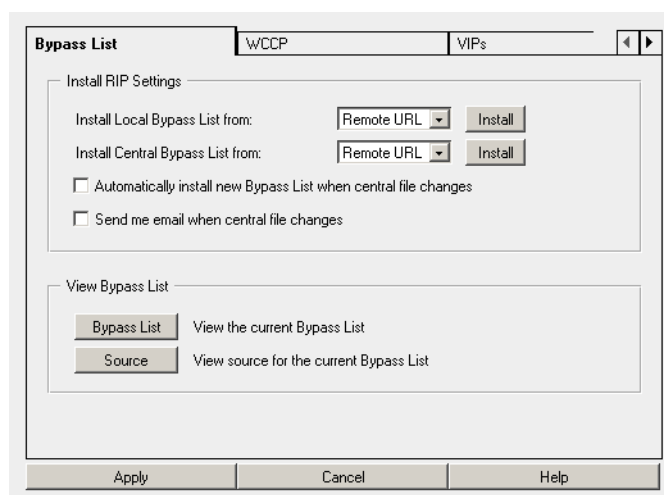 Bypass List WCCP VIPs
Install RIP Settings
Install Local Bypass List from: Remote URL Install
Install Central Bypass List from: Remote URL Install
Automatically install new Bypass List when central file changes
Send me email when central file changes
View Bypass List
Bypass List View the current Bypass List
Source View source for the current Bypass List
Apply Cancel Help